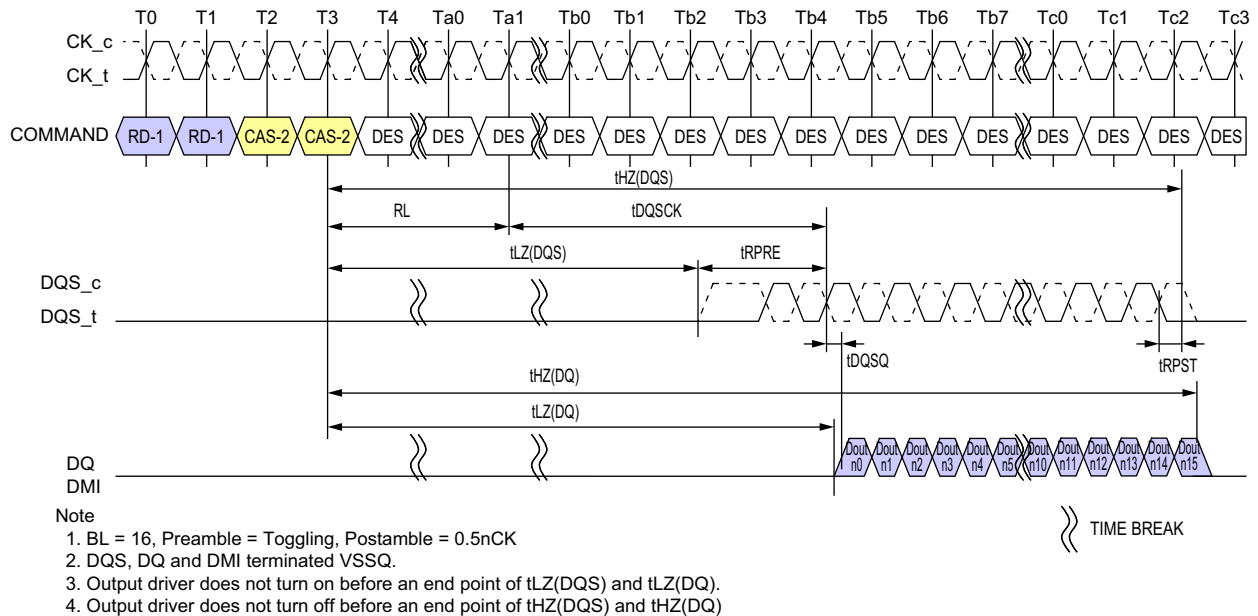 T0 T1 T2 T3 T4 Ta0 Ta1 Tb0 Tb1 Tb2 Tb3 Tb4 Tb5 Tb6 Tb7 Tc0 Tc1 Tc2 Tc3
CK_c
CK_t
COMMAND RD-1 RD-1 CAS-2 CAS-2 DES DES DES DES DES DES DES DES DES DES DES DES DES DES DES
tHZ(DQS)
RL tDQSCK
tLZ(DQS) tRPRE
DQS_c
DQS_t
tDQSQ tRPST
tHZ(DQ)
tLZ(DQ)
Dout Dout Dout Dout Dout Dout Dout Dout Dout Dout Dout Dout
n0 n1 n2 n3 n4 n5 n10 n11 n12 n13 n14 n15
DQ
DMI
Note
1. BL = 16, Preamble = Toggling, Postamble = 0.5nCK
2. DQS, DQ and DMI terminated VSSQ.
3. Output driver does not turn on before an end point of tLZ(DQS) and tLZ(DQ).
4. Output driver does not turn off before an end point of tHZ(DQS) and tHZ(DQ)
TIME BREAK